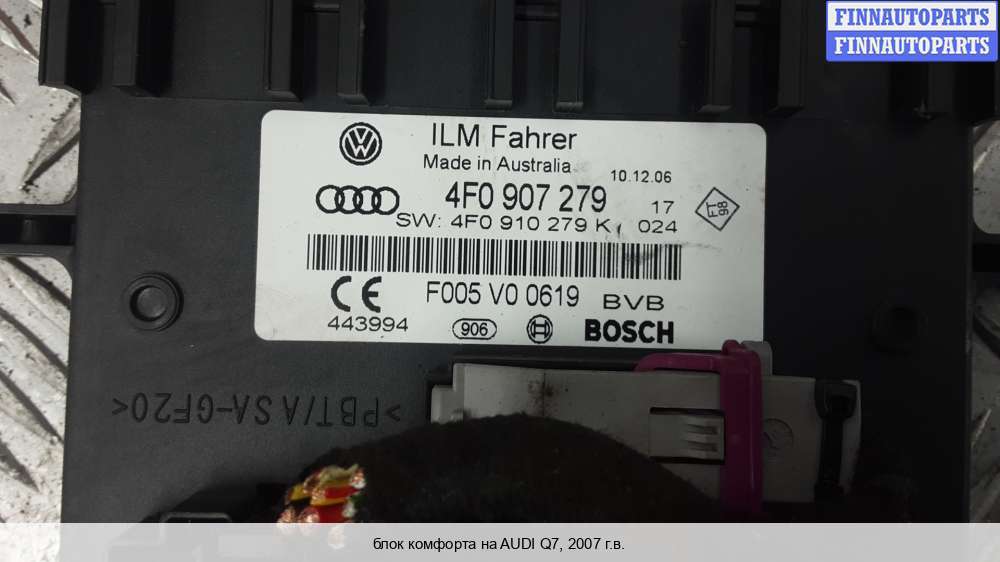 FINNAUTOPARTS
FINNAUTOPARTS
ILM Fahrer
Made in Australia
10.12.06
4F0 907 279
17
SW: 4F0 910 279 K
024
FT
98
F005 V0 0619
BVB
CE
443994
906
BOSCH
>PBT/ASA-GF20<
блок комфорта на AUDI Q7, 2007 г.в.